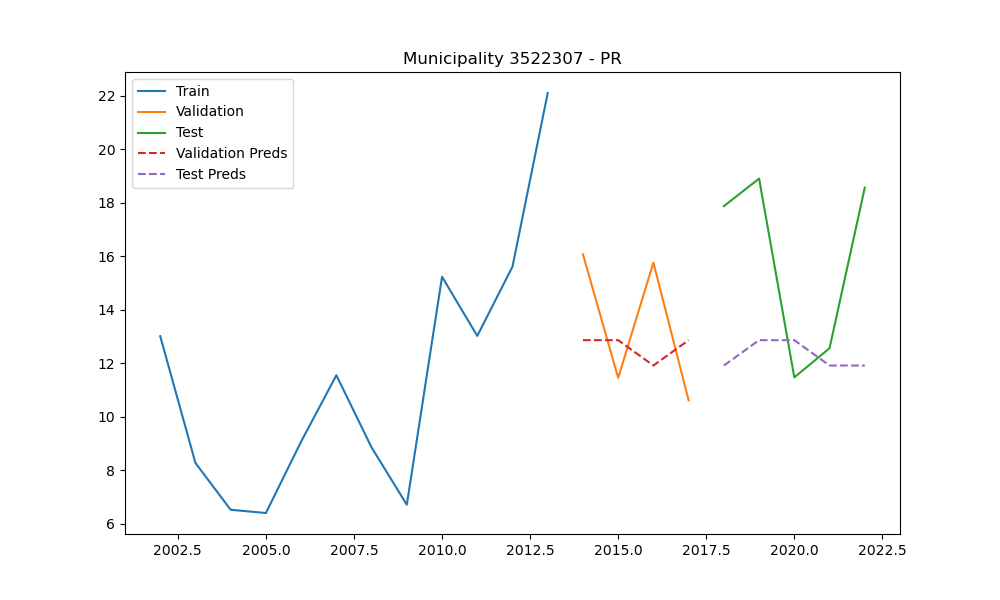 Municipality 3522307 - PR
Train
Validation
Test
Validation Preds
Test Preds
22
20
18
16
14
12
10
8
6
2002.5 2005.0 2007.5 2010.0 2012.5 2015.0 2017.5 2020.0 2022.5